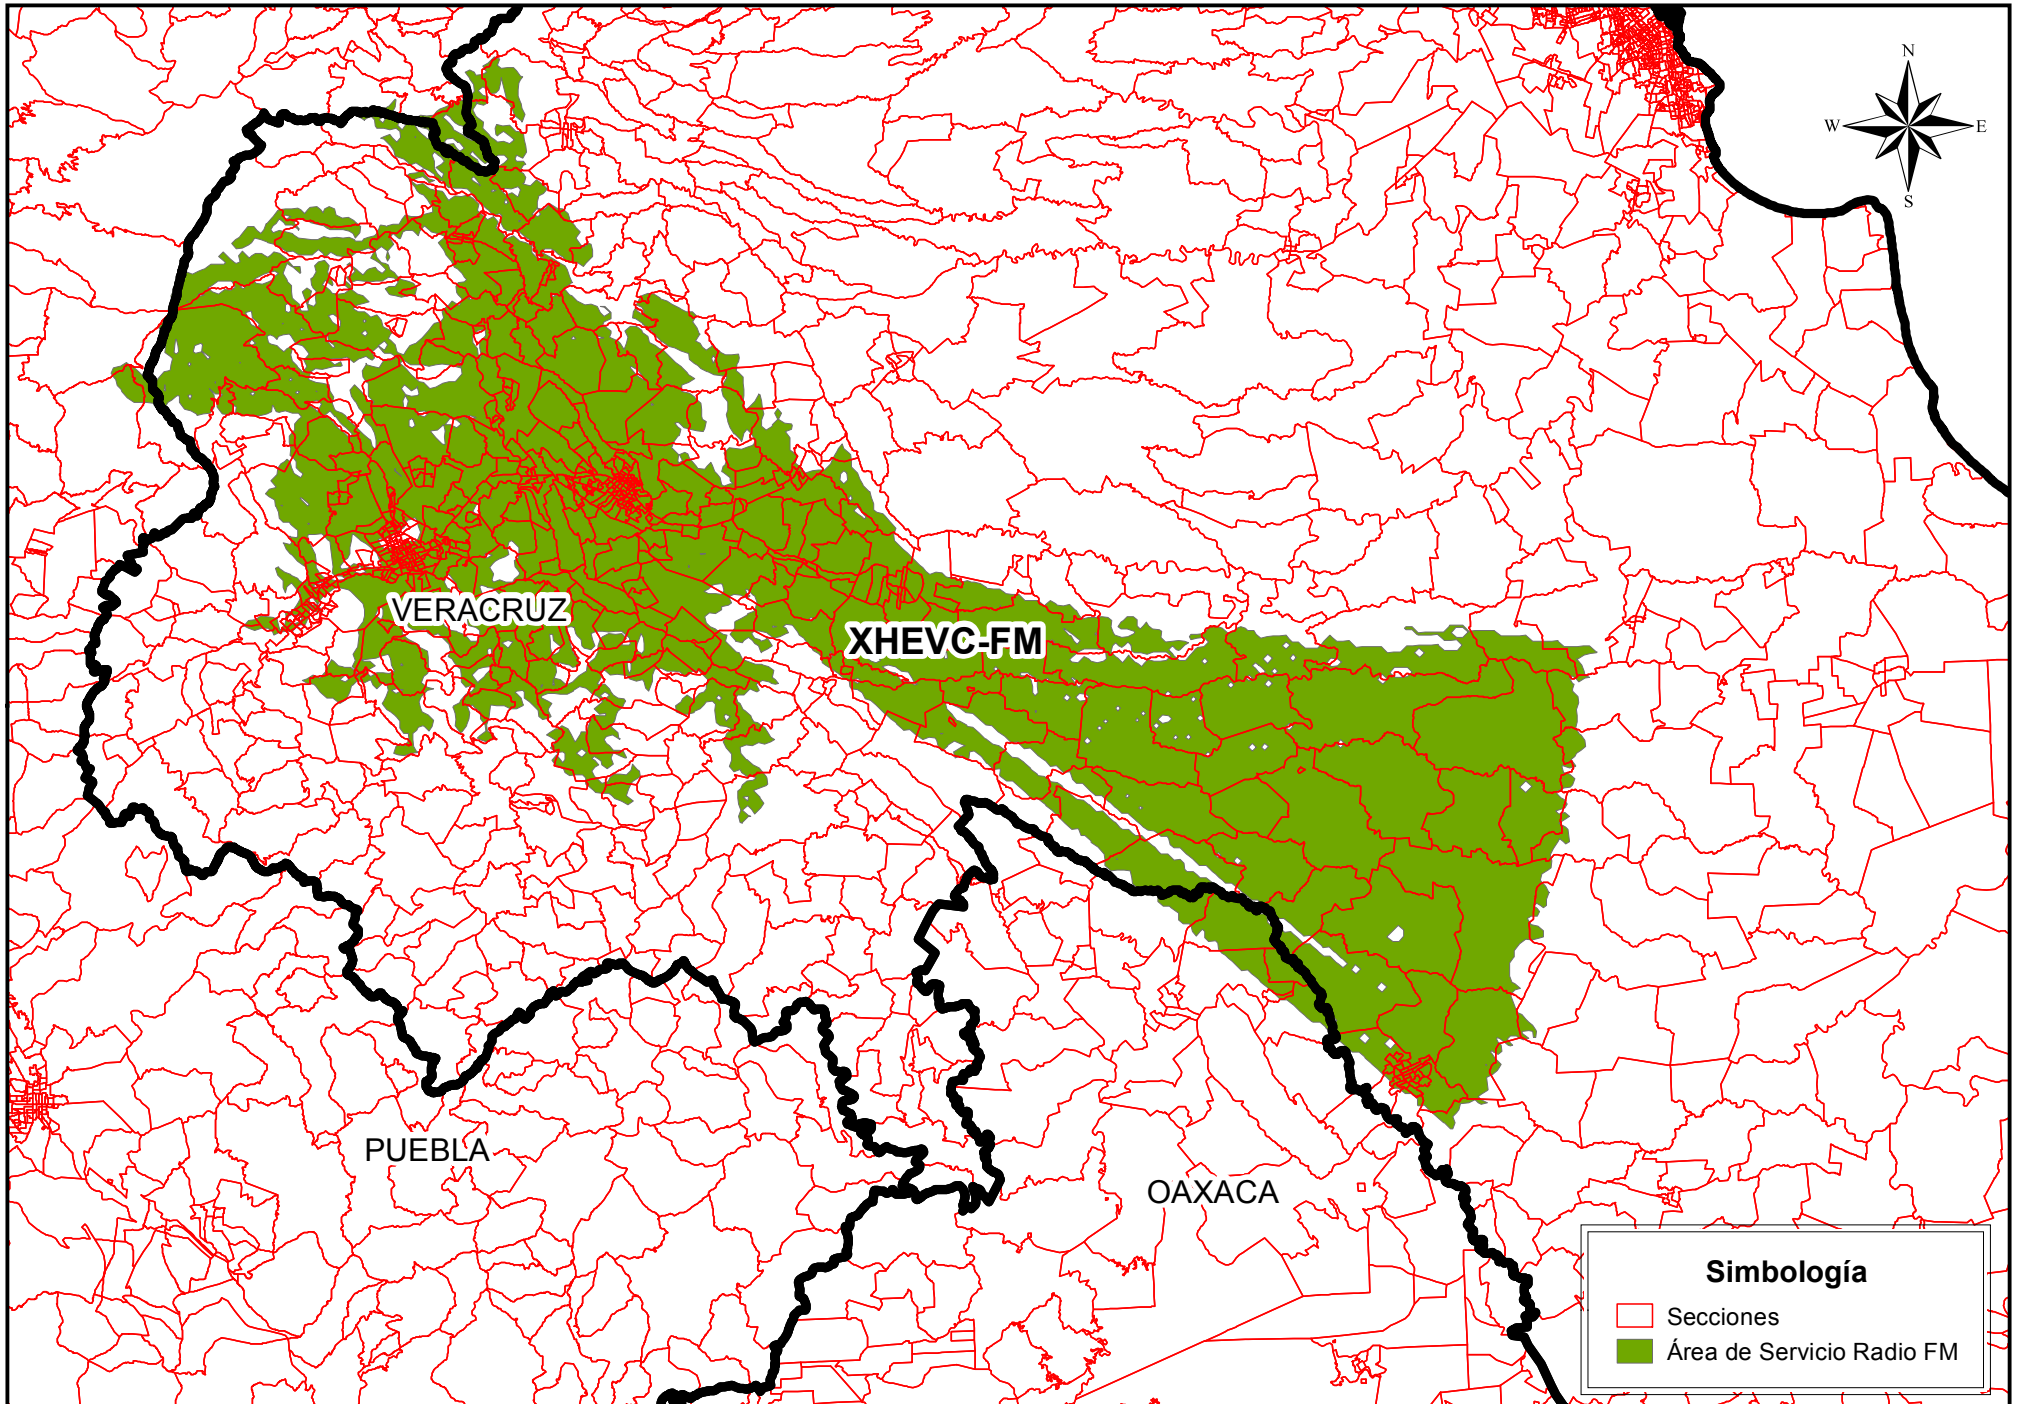 N
W E
S
VERACRUZ
XHEVC-FM
PUEBLA
OAXACA
Simbología
Secciones
Área de Servicio Radio FM